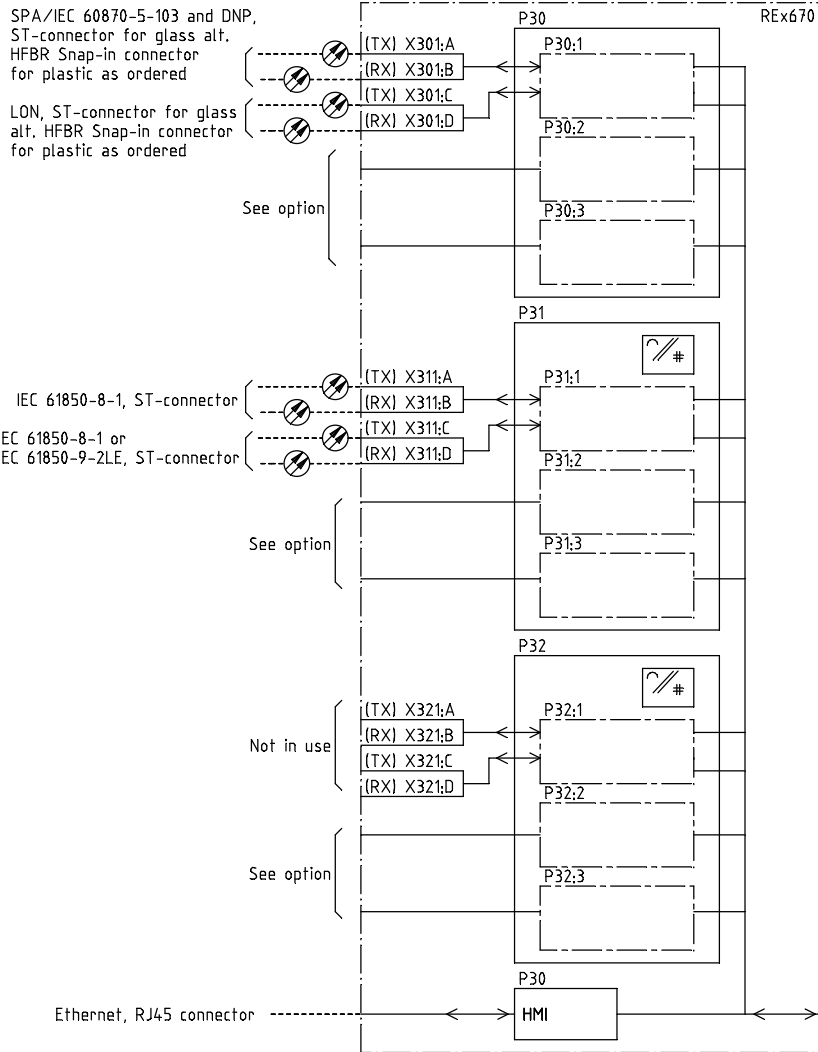 SPA/IEC 60870-5-103 and DNP,
ST-connector for glass alt.
HFBR Snap-in connector
for plastic as ordered
LON, ST-connector for glass
alt. HFBR Snap-in connector
for plastic as ordered
See option
(TX) X301:A
(RX) X301:B
(TX) X301:C
(RX) X301:D
P30
REx670
P30:1
P30:2
P30:3
P31
IEC 61850-8-1, ST-connector
EC 61850-8-1 or
EC 61850-9-2LE, ST-connector
See option
(TX) X311:A
(RX) X311:B
(TX) X311:C
(RX) X311:D
#
P31:1
P31:2
P31:3
P32
Not in use
See option
(TX) X321:A
(RX) X321:B
(TX) X321:C
(RX) X321:D
#
P32:1
P32:2
P32:3
P30
Ethernet, RJ45 connector
HMI